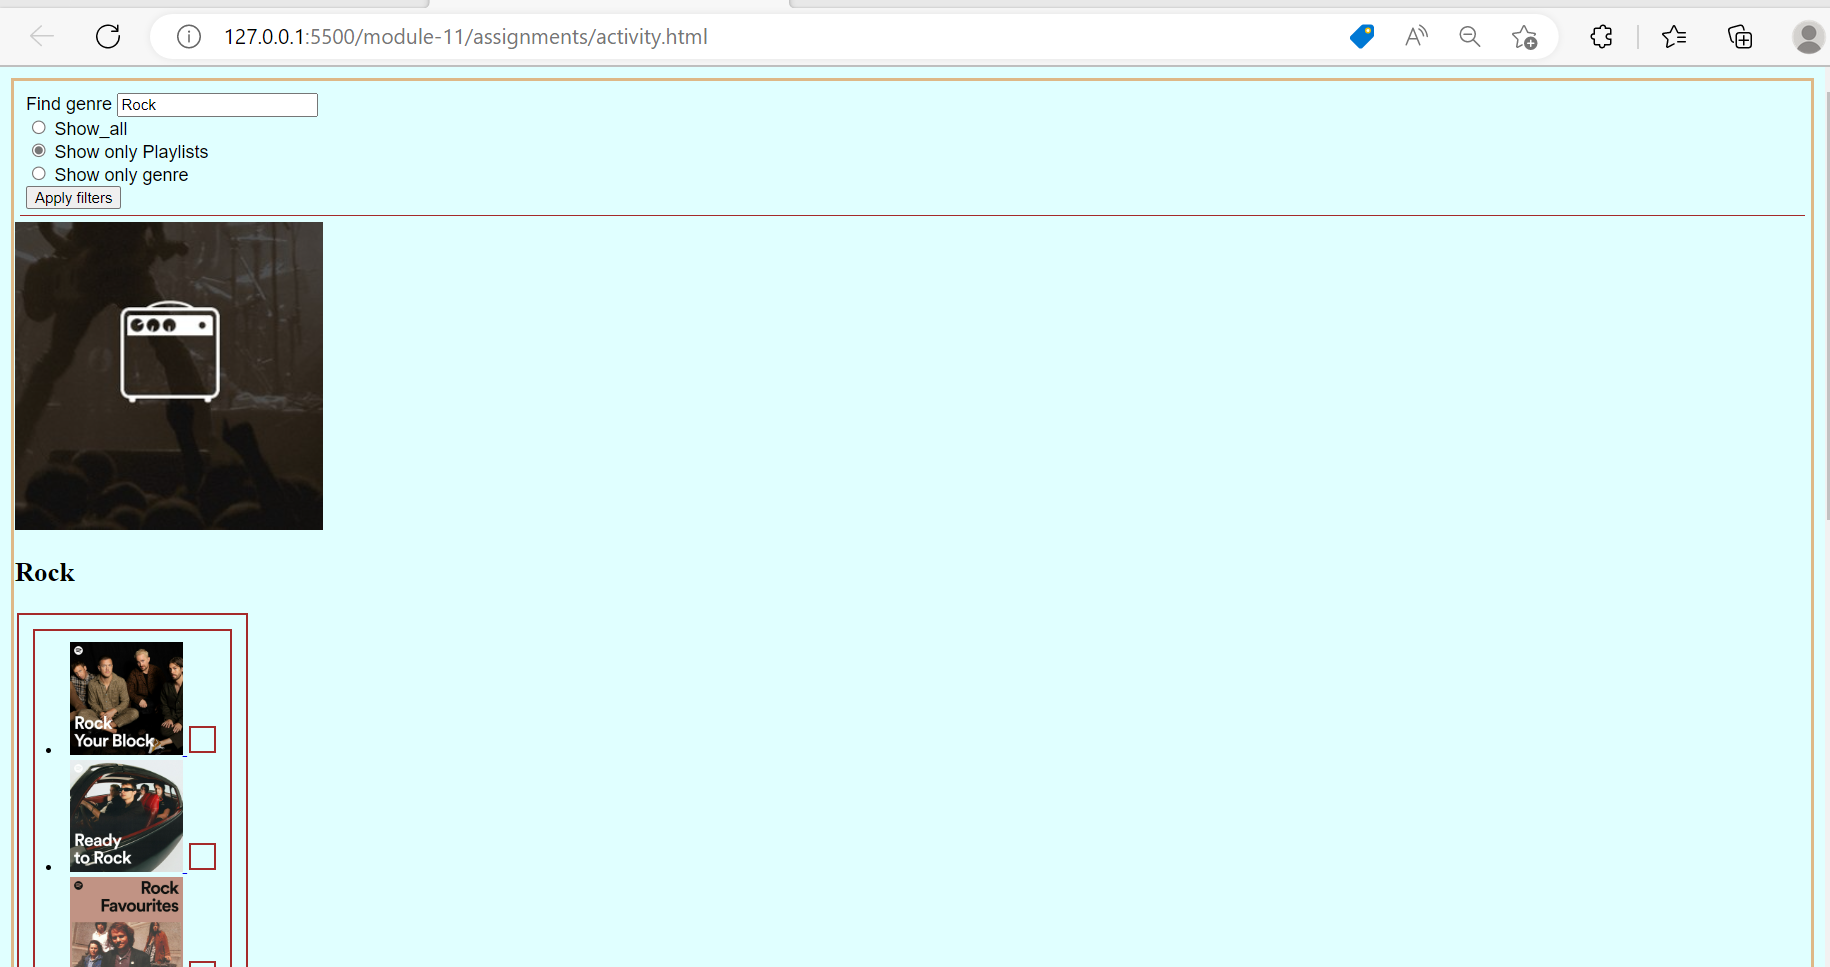 127.0.0.1:5500/module-11/assignments/activity.html
Find genre Rock
Show_all
Show only Playlists
Show only genre
Apply filters
Rock
Rock
Your Block
Ready
to Rock
Rock
Favourites